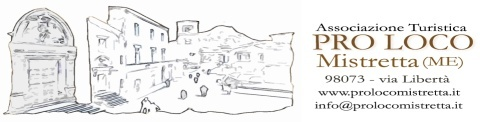 Associazione Turistica
PRO LOCO
Mistretta (ME)
98073 - via Libertà
www.prolocomistretta.it
info@prolocomistretta.it